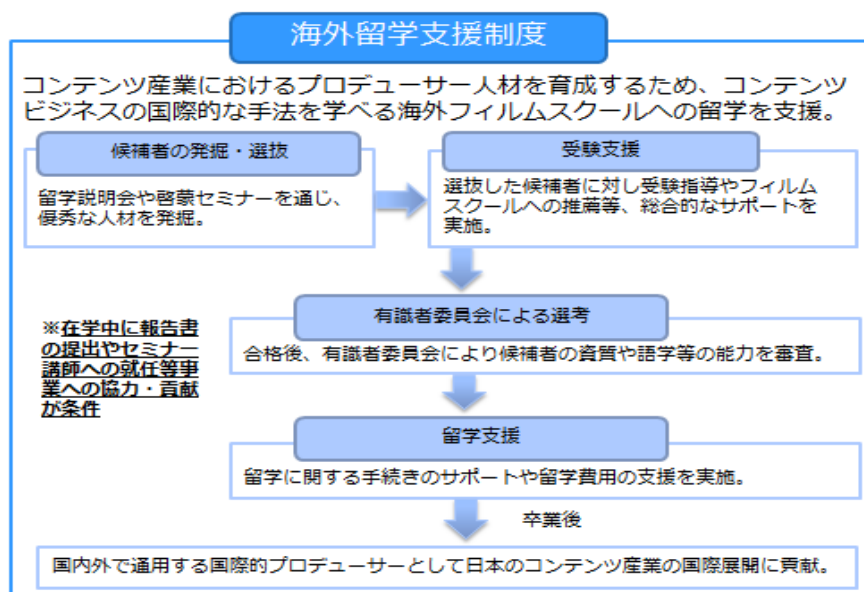 海外留学支援制度
コンテンツ産業におけるプロデューサー人材を育成するため、コンテンツ
ビジネスの国際的な手法を学べる海外フィルムスクールへの留学を支援。
候補者の発掘・選抜
留学説明会や啓蒙セミナーを通じ、
優秀な人材を発掘。
受験支援
選抜した候補者に対し受験指導やフィルム
スクールへの推薦等、総合的なサポートを
実施。
有識者委員会による選考
合格後、有識者委員会により候補者の資質や語学等の能力を審査。
※在学中に報告書
の提出やセミナー
講師への就任等事
業への協力・貢献
が条件
留学支援
留学に関する手続きのサポートや留学費用の支援を実施。
卒業後
国内外で通用する国際的プロデューサーとして日本のコンテンツ産業の国際展開に貢献。